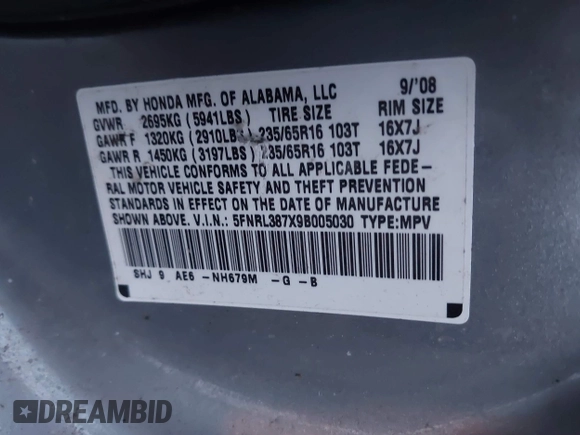 MFD. BY HONDA MFG. OF ALABAMA, LLC 9/'08
GVWR 2695KG (5941LBS) TIRE SIZE RIM SIZE
GAWR F 1320KG (2910LBS) 235/65R16 103T 16X7J
GAWR R 1450KG (3197LBS) 235/65R16 103T 16X7J
THIS VEHICLE CONFORMS TO ALL APPLICABLE FEDE-
RAL MOTOR VEHICLE SAFETY AND THEFT PREVENTION
STANDARDS IN EFFECT ON THE DATE OF MANUFACTURE
SHOWN ABOVE. V.I.N.: 5FNRL387X9B005030 TYPE:MPV
SHJ 9 AE6 -NH679M -G -B
DREAMBID